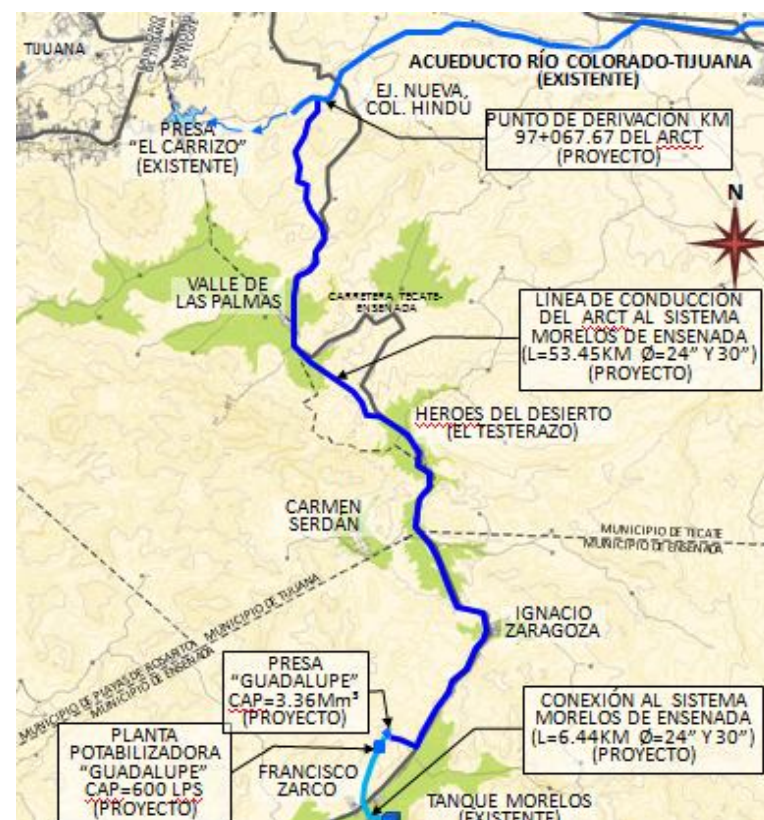 TIJUANA
ACUEDUCTO RÍO COLORADO-TIJUANA
(EXISTENTE)
EJ. NUEVA,
COL. HINDÚ
PRESA
“EL CARRIZO”
(EXISTENTE)
PUNTO DE DERIVACIÓN KM
97+067.67 DEL ARCT
(PROYECTO)
N
VALLE DE
LAS PALMAS
CARRETERA TECATE-
ENSENADA
LÍNEA DE CONDUCCIÓN
DEL ARCT AL SISTEMA
MORELOS DE ENSENADA
(L=53.45KM Ø=24” Y 30”)
(PROYECTO)
HEROES DEL DESIERTO
(EL TESTERAZO)
CARMEN
SERDAN
MUNICIPIO DE TECATE
MUNICIPIO DE ENSENADA
MUNICIPIO DE TIJUANA
MUNICIPIO DE PLAYAS DE ROSARITO
MUNICIPIO DE ENSENADA
IGNACIO
ZARAGOZA
PRESA
“GUADALUPE”
CAP=3.36Mm³
(PROYECTO)
CONEXIÓN AL SISTEMA
MORELOS DE ENSENADA
(L=6.44KM Ø=24” Y 30”)
(PROYECTO)
PLANTA
POTABILIZADORA
“GUADALUPE”
CAP=600 LPS
(PROYECTO)
FRANCISCO
ZARCO
TANQUE MORELOS
(EXISTENTE)